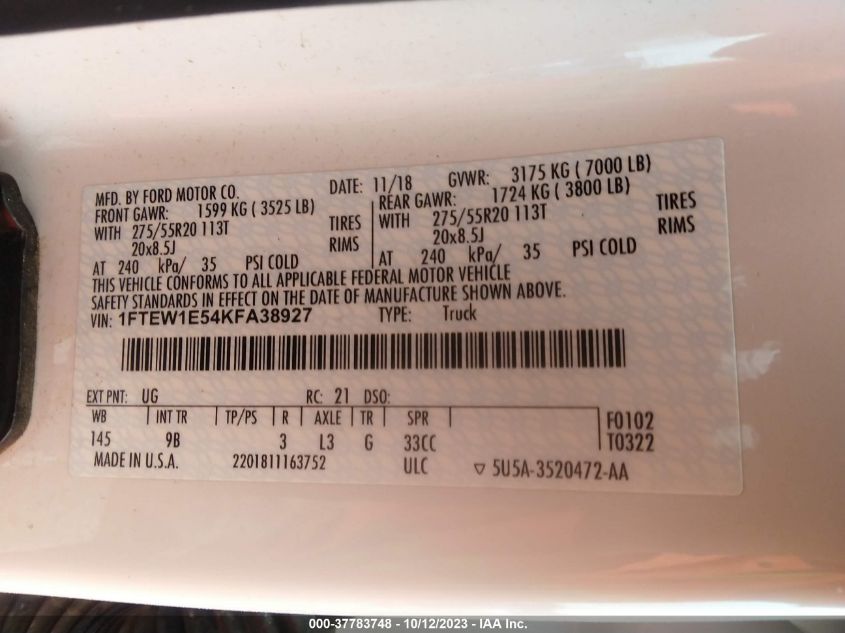 MFD. BY FORD MOTOR CO. DATE: 11/18 GVWR: 3175 KG ( 7000 LB)
FRONT GAWR: 1599 KG ( 3525 LB) REAR GAWR: 1724 KG ( 3800 LB)
WITH 275/55R20 113T TIRES WITH 275/55R20 113T TIRES
20x8.5J RIMS 20x8.5J RIMS
AT 240 kPa/ 35 PSI COLD AT 240 kPa/ 35 PSI COLD
THIS VEHICLE CONFORMS TO ALL APPLICABLE FEDERAL MOTOR VEHICLE
SAFETY STANDARDS IN EFFECT ON THE DATE OF MANUFACTURE SHOWN ABOVE.
VIN: 1FTEW1E54KFA38927 TYPE: Truck
EXT PNT: UG RC: 21 DSO:
WB INT TR TP/PS R AXLE TR SPR F0102
145 9B 3 L3 G 33CC T0322
MADE IN U.S.A. 2201811163752 ULC ▽ 5U5A-3520472-AA
000-37783748 - 10/12/2023 - IAA Inc.